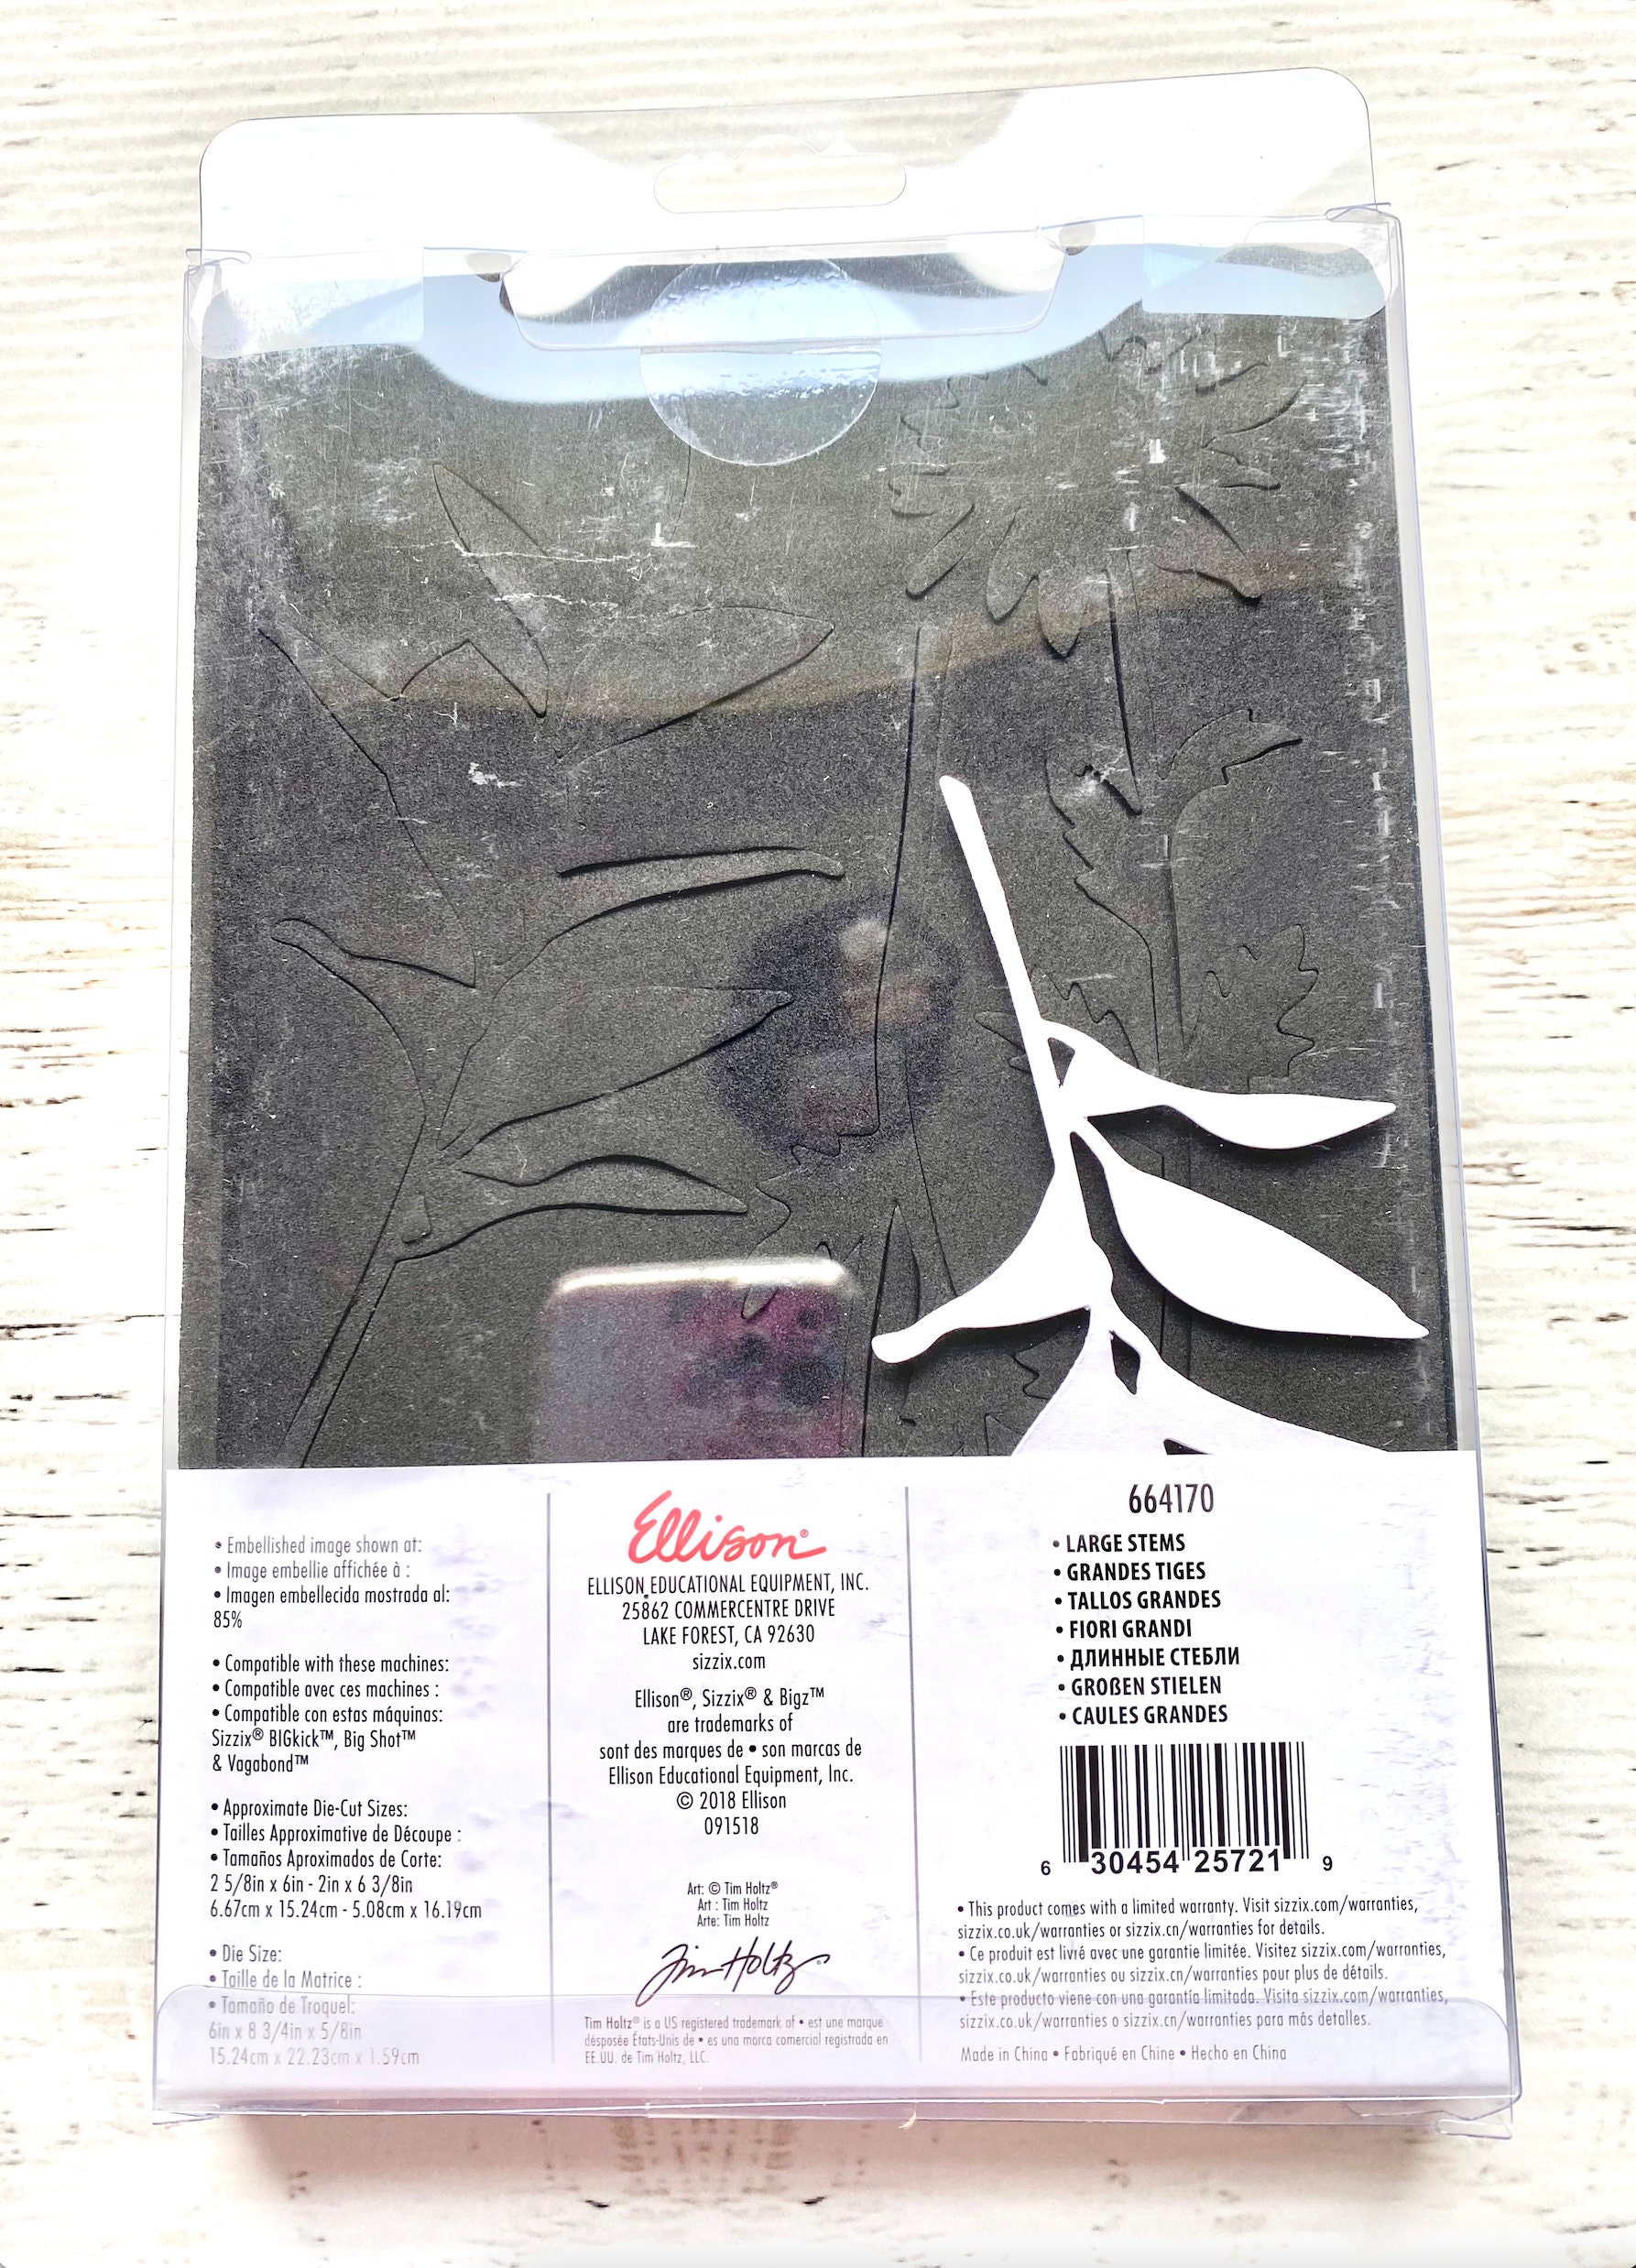 • Embellished image shown at:
• Image embellie affichée à :
• Imagen embellecida mostrada al:
85%
• Compatible with these machines:
• Compatible avec ces machines :
• Compatible con estas máquinas:
Sizzix® BIGkick™, Big Shot™
& Vagabond™
• Approximate Die-Cut Sizes:
• Tailles Approximative de Découpe :
• Tamaños Aproximados de Corte:
2 5/8in x 6in - 2in x 6 3/8in
6.67cm x 15.24cm - 5.08cm x 16.19cm
• Die Size:
• Taille de la Matrice :
• Tamaño de Troquel:
6in x 8 3/4in x 5/8in
15.24cm x 22.23cm x 1.59cm
Ellison®
ELLISON EDUCATIONAL EQUIPMENT, INC.
25862 COMMERCENTRE DRIVE
LAKE FOREST, CA 92630
sizzix.com
Ellison®, Sizzix® & Bigz™
are trademarks of
sont des marques de • son marcas de
Ellison Educational Equipment, Inc.
© 2018 Ellison
091518
Art: © Tim Holtz®
Art : Tim Holtz
Arte: Tim Holtz
Tim Holtz
Tim Holtz® is a US registered trademark of • est une marque
désposée États-Unis de • es una marca comercial registrada en
EE.UU. de Tim Holtz, LLC.
664170
• LARGE STEMS
• GRANDES TIGES
• TALLOS GRANDES
• FIORI GRANDI
• ДЛИННЫЕ СТЕБЛИ
• GROßEN STIELEN
• CAULES GRANDES
6 30454 25721 9
• This product comes with a limited warranty. Visit sizzix.com/warranties,
sizzix.co.uk/warranties or sizzix.cn/warranties for details.
• Ce produit est livré avec une garantie limitée. Visitez sizzix.com/warranties,
sizzix.co.uk/warranties ou sizzix.cn/warranties pour plus de détails.
• Este producto viene con una garantía limitada. Visita sizzix.com/warranties,
sizzix.co.uk/warranties o sizzix.cn/warranties para más detalles.
Made in China • Fabriqué en Chine • Hecho en China